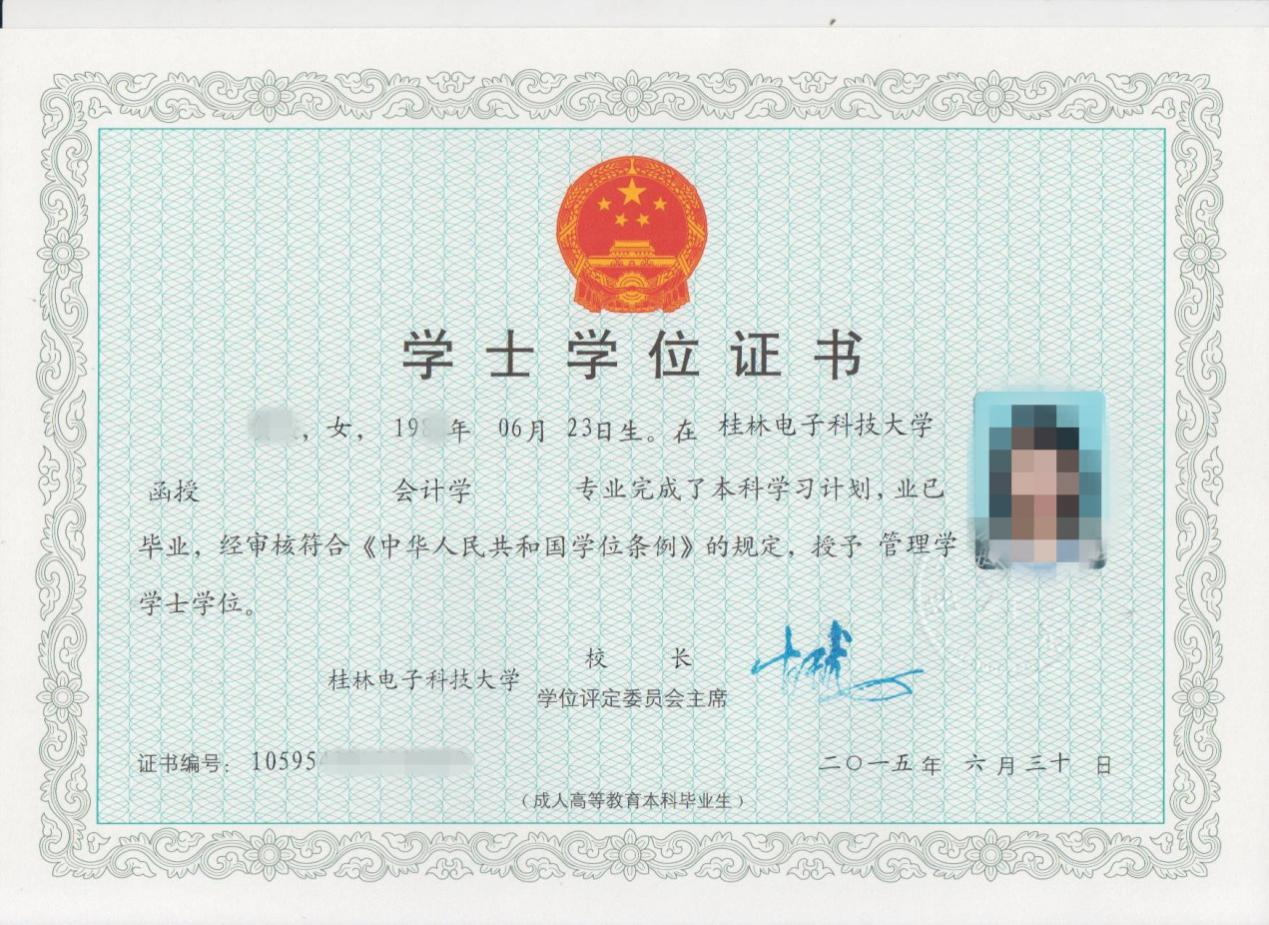 学士学位证书
，女，19 年 06月 23日生。在 桂林电子科技大学
函授 会计学 专业完成了本科学习计划，业已
毕业，经审核符合《中华人民共和国学位条例》的规定，授予 管理学
学士学位。
桂林电子科技大学
校 长
学位评定委员会主席
证书编号：10595
二〇一五年 六月三十 日
（成人高等教育本科毕业生）